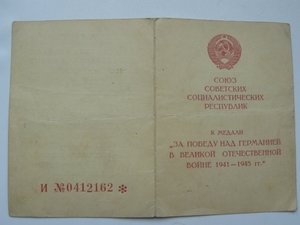 СОЮЗ
СОВЕТСКИХ
СОЦИАЛИСТИЧЕСКИХ
РЕСПУБЛИК
К МЕДАЛИ
„ЗА ПОБЕДУ НАД ГЕРМАНИЕЙ
В ВЕЛИКОЙ ОТЕЧЕСТВЕННОЙ
ВОЙНЕ 1941—1945 гг."
И №0412162 *